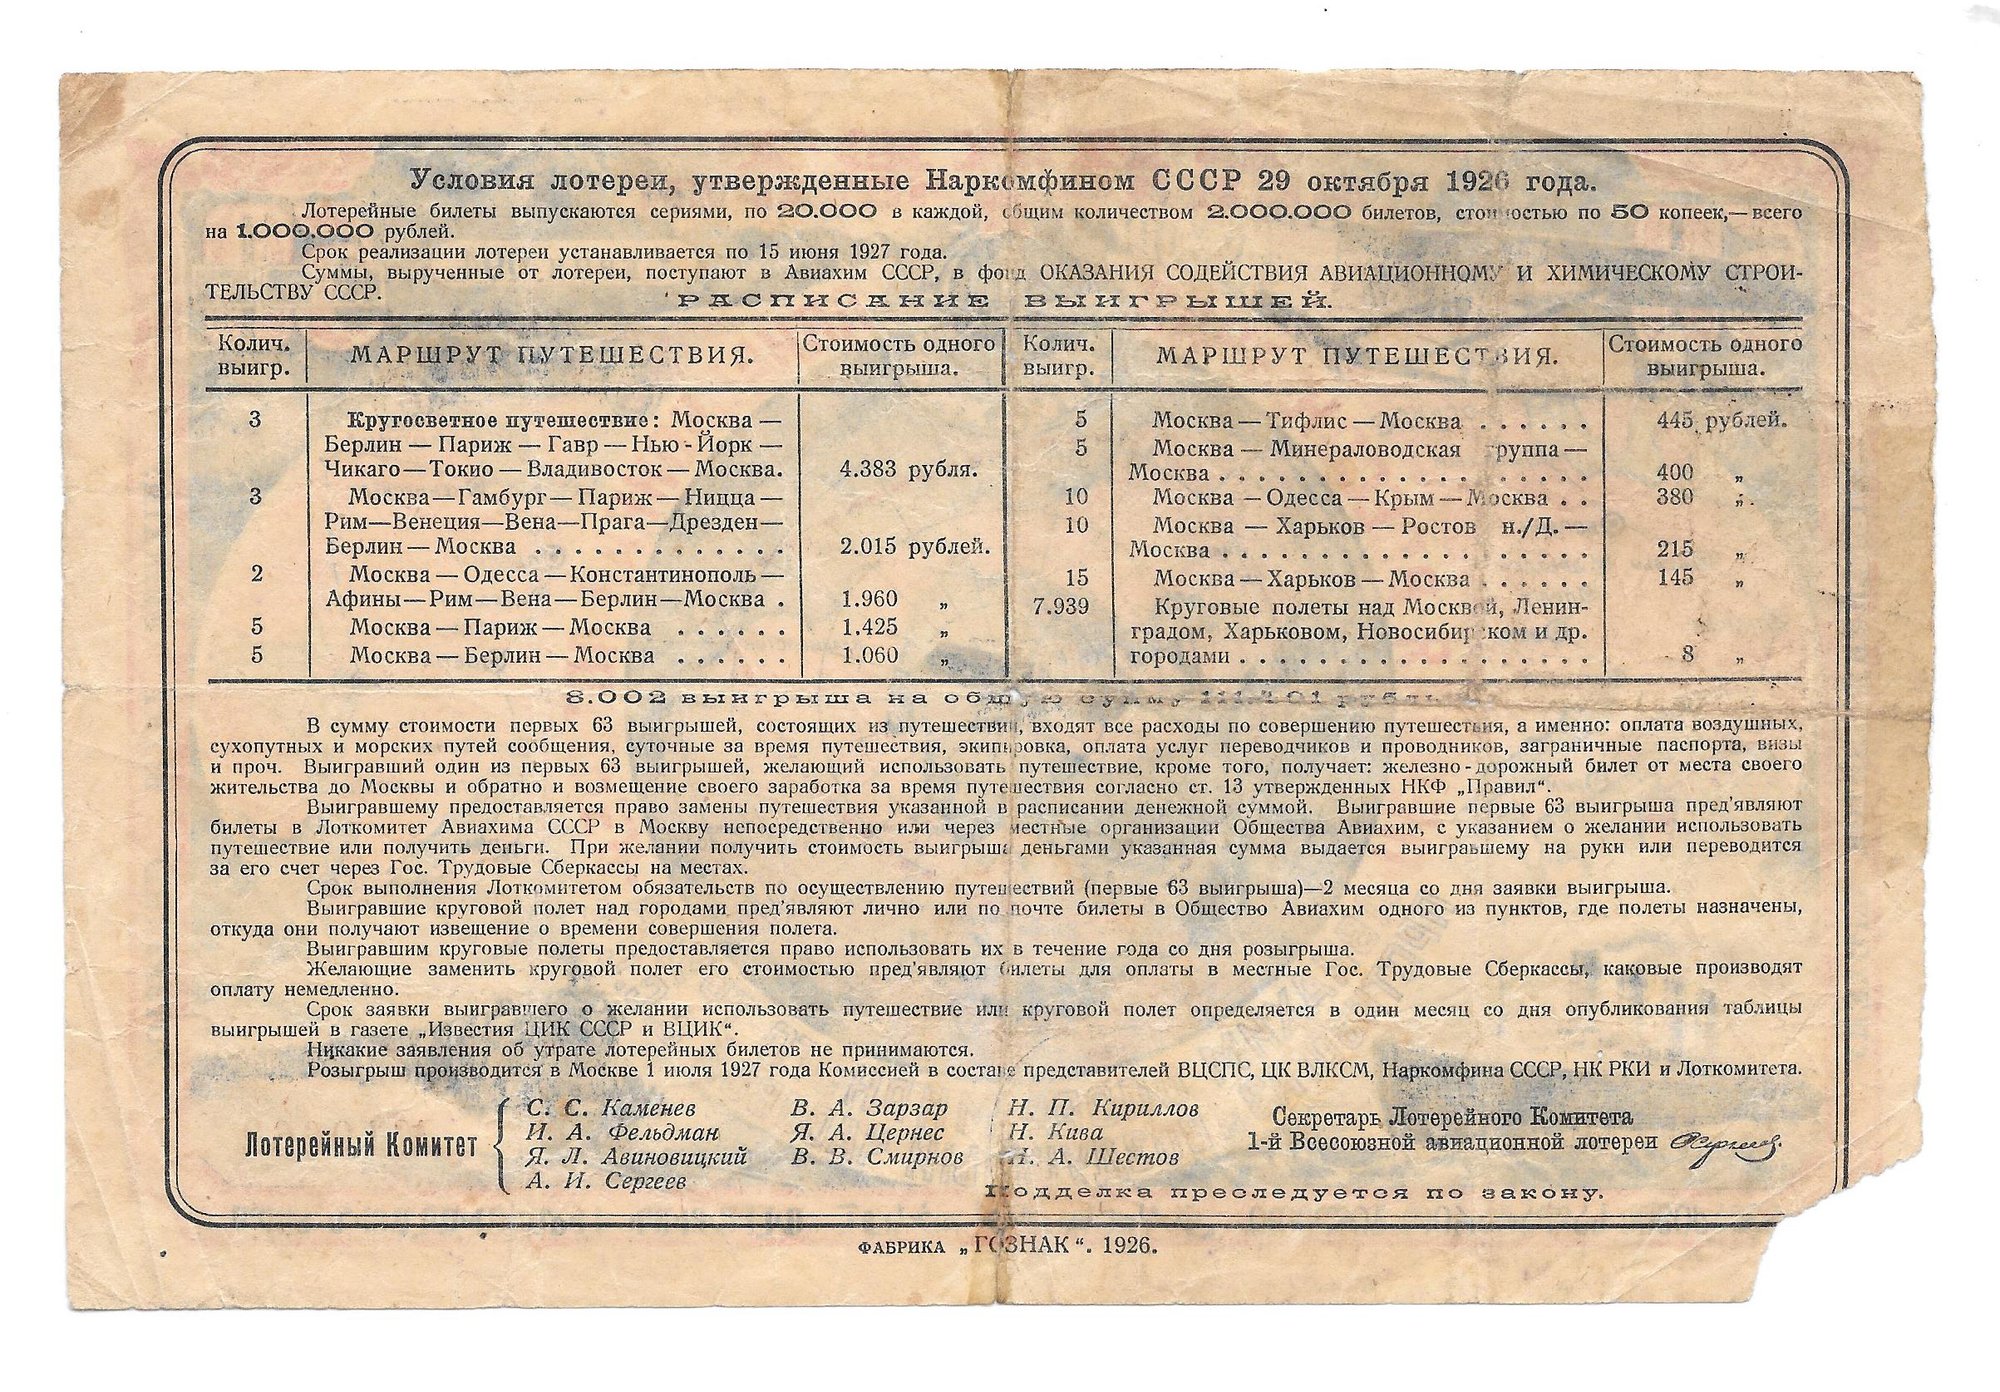 Условия лотереи, утвержденные Наркомфином СССР 29 октября 1926 года.
Лотерейные билеты выпускаются сериями, по 20.000 в каждой, общим количеством 2.000.000 билетов, стоимостью по 50 копеек,—всего
на 1.000.000 рублей.
Срок реализации лотереи устанавливается по 15 июня 1927 года.
Суммы, вырученные от лотереи, поступают в Авиахим СССР, в фонд ОКАЗАНИЯ СОДЕЙСТВИЯ АВИАЦИОННОМУ И ХИМИЧЕСКОМУ СТРОИ-
ТЕЛЬСТВУ СССР.
РАСПИСАНИЕ ВЫИГРЫШЕЙ.
Колич. выигр. МАРШРУТ ПУТЕШЕСТВИЯ. Стоимость одного выигрыша.
3 Кругосветное путешествие: Москва —
Берлин — Париж — Гавр — Нью-Йорк —
Чикаго — Токио — Владивосток — Москва. 4.383 рубля.
3 Москва — Гамбург — Париж — Ницца —
Рим—Венеция—Вена—Прага—Дрезден—
Берлин — Москва . . . . . . . . . . . . . 2.015 рублей.
2 Москва — Одесса — Константинополь —
Афины—Рим—Вена—Берлин—Москва . 1.960 „
5 Москва — Париж — Москва . . . . . . 1.425 „
5 Москва — Берлин — Москва . . . . . . 1.060 „
Колич. выигр. МАРШРУТ ПУТЕШЕСТВИЯ. Стоимость одного выигрыша.
5 Москва — Тифлис — Москва . . . . . . 445 рублей.
5 Москва — Минераловодская группа —
Москва . . . . . . . . . . . . . . . . . . 400 „
10 Москва — Одесса — Крым — Москва . . 380 „
10 Москва — Харьков — Ростов н./Д. —
Москва . . . . . . . . . . . . . . . . . . 215 „
15 Москва — Харьков — Москва . . . . . . 145 „
7.939 Круговые полеты над Москвой, Ленин-
градом, Харьковом, Новосибирском и др.
городами . . . . . . . . . . . . . . . . . 8 „
8.002 выигрыша на общую сумму
В сумму стоимости первых 63 выигрышей, состоящих из путешествий, входят все расходы по совершению путешествия, а именно: оплата воздушных,
сухопутных и морских путей сообщения, суточные за время путешествия, экипировка, оплата услуг переводчиков и проводников, заграничные паспорта, визы
и проч. Выигравший один из первых 63 выигрышей, желающий использовать путешествие, кроме того, получает: железно-дорожный билет от места своего
жительства до Москвы и обратно и возмещение своего заработка за время путешествия согласно ст. 13 утвержденных НКФ „Правил“.
Выигравшему предоставляется право замены путешествия указанной в расписании денежной суммой. Выигравшие первые 63 выигрыша пред'являют
билеты в Лоткомитет Авиахима СССР в Москву непосредственно или через местные организации Общества Авиахим, с указанием о желании использовать
путешествие или получить деньги. При желании получить стоимость выигрыша деньгами указанная сумма выдается выигравшему на руки или переводится
за его счет через Гос. Трудовые Сберкассы на местах.
Срок выполнения Лоткомитетом обязательств по осуществлению путешествий (первые 63 выигрыша)—2 месяца со дня заявки выигрыша.
Выигравшие круговой полет над городами пред'являют лично или по почте билеты в Общество Авиахим одного из пунктов, где полеты назначены,
откуда они получают извещение о времени совершения полета.
Выигравшим круговые полеты предоставляется право использовать их в течение года со дня розыгрыша.
Желающие заменить круговой полет его стоимостью пред'являют билеты для оплаты в местные Гос. Трудовые Сберкассы, каковые производят
оплату немедленно.
Срок заявки выигравшего о желании использовать путешествие или круговой полет определяется в один месяц со дня опубликования таблицы
выигрышей в газете „Известия ЦИК СССР и ВЦИК“.
Никакие заявления об утрате лотерейных билетов не принимаются.
Розыгрыш производится в Москве 1 июля 1927 года Комиссией в составе представителей ВЦСПС, ЦК ВЛКСМ, Наркомфина СССР, НК РКИ и Лоткомитета.
Лотерейный Комитет
С. С. Каменев
И. А. Фельдман
Я. Л. Авиновицкий
А. И. Сергеев
В. А. Зарзар
Я. А. Цернес
В. В. Смирнов
Н. П. Кириллов
Н. Кива
Н. А. Шестов
Секретарь Лотерейного Комитета
1-й Всесоюзной авиационной лотереи
Подделка преследуется по закону.
ФАБРИКА „ГОЗНАК“. 1926.